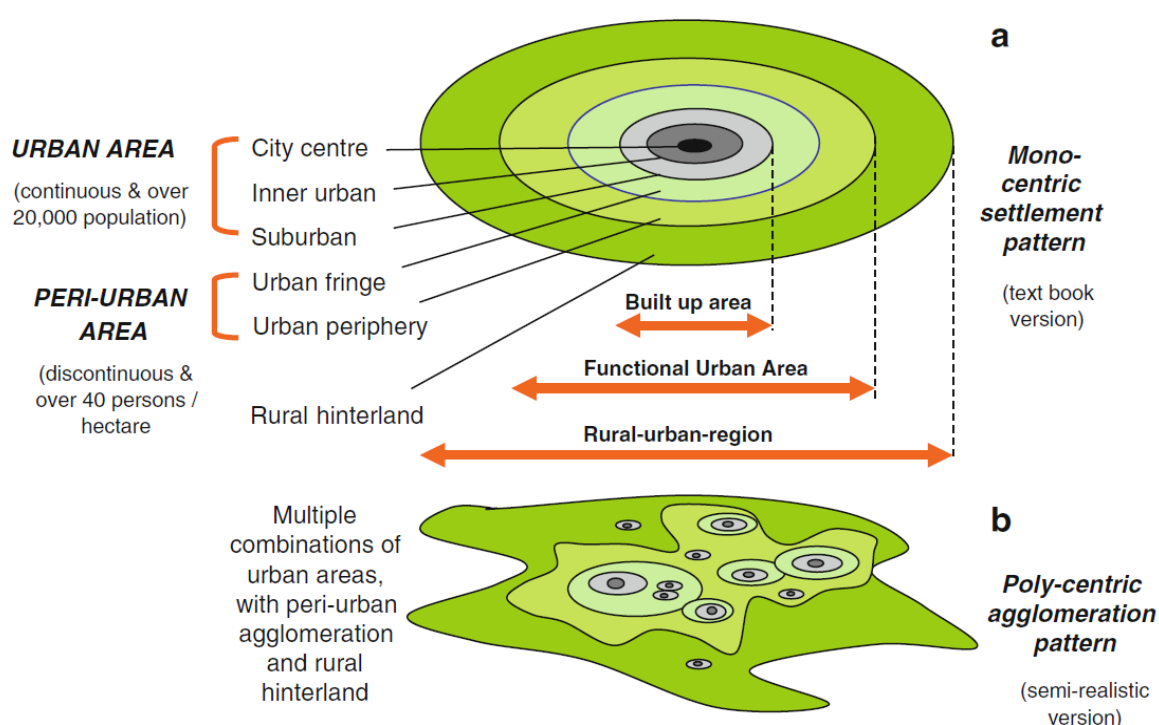 a
URBAN AREA
(continuous & over
20,000 population)
City centre
Inner urban
Suburban
Urban fringe
Urban periphery
Rural hinterland
PERI-URBAN
AREA
(discontinuous &
over 40 persons /
hectare
Built up area
Functional Urban Area
Rural-urban-region
Mono-
centric
settlement
pattern
(text book
version)
Multiple
combinations of
urban areas,
with peri-urban
agglomeration
and rural
hinterland
b
Poly-centric
agglomeration
pattern
(semi-realistic
version)